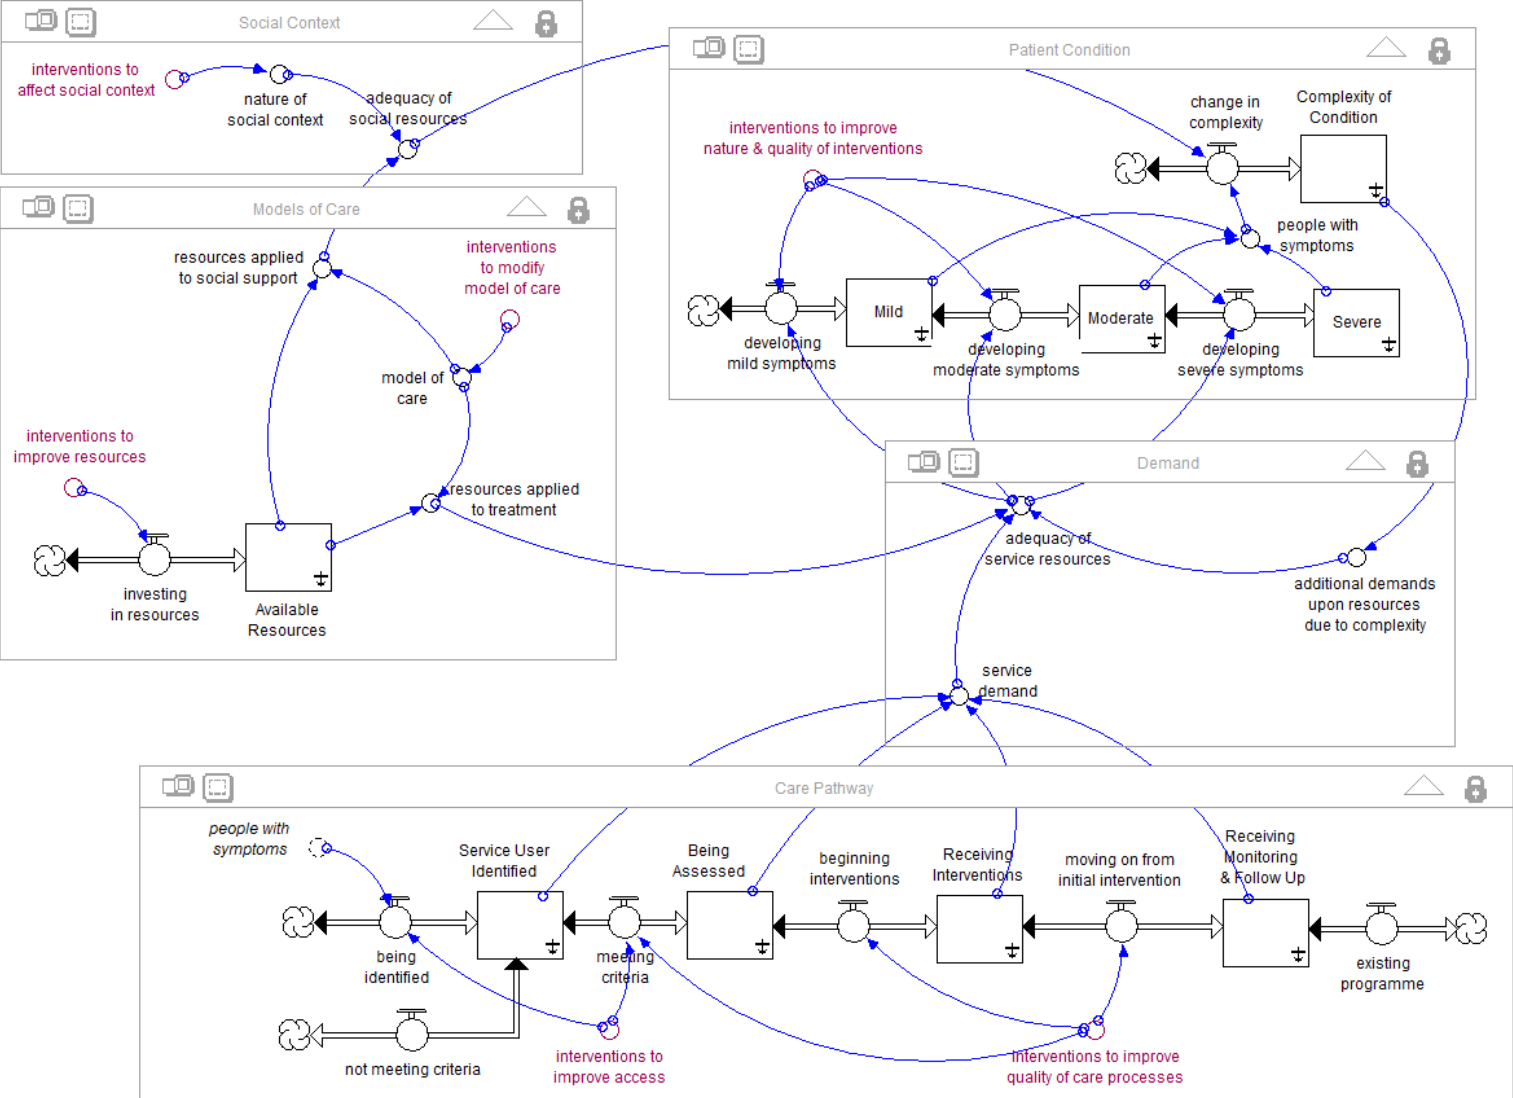 Social Context
interventions to
affect social context
nature of
social context
adequacy of
social resources
Models of Care
resources applied
to social support
interventions
to modify
model of care
model of
care
interventions to
improve resources
resources applied
to treatment
investing
in resources
Available
Resources
Patient Condition
interventions to improve
nature & quality of interventions
change in
complexity
Complexity of
Condition
people with
symptoms
Mild
Moderate
Severe
developing
mild symptoms
developing
moderate symptoms
developing
severe symptoms
Demand
adequacy of
service resources
additional demands
upon resources
due to complexity
service
demand
Care Pathway
people with
symptoms
Service User
Identified
Being
Assessed
beginning
interventions
Receiving
Interventions
moving on from
initial intervention
Receiving
Monitoring
& Follow Up
being
identified
meeting
criteria
existing
programme
not meeting criteria
interventions to
improve access
interventions to improve
quality of care processes